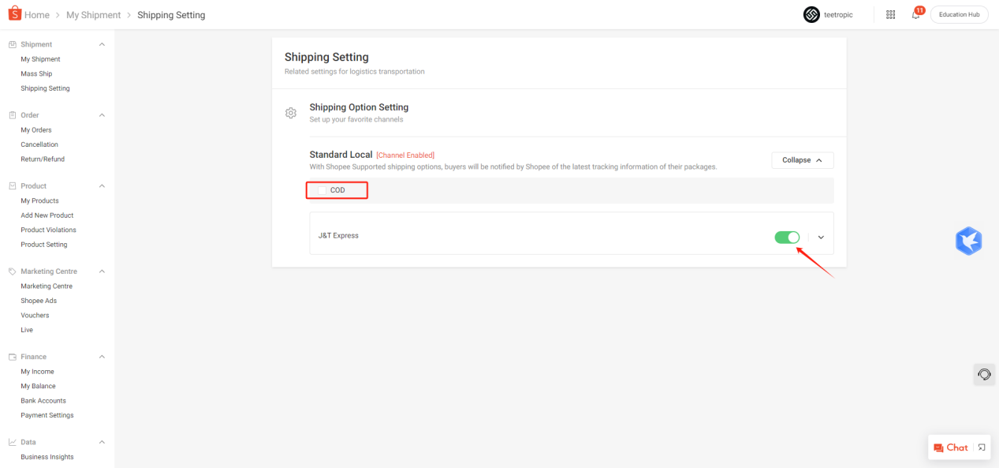 Home > My Shipment > Shipping Setting
teetropic
11
Education Hub
Shipment
My Shipment
Mass Ship
Shipping Setting
Order
My Orders
Cancellation
Return/Refund
Product
My Products
Add New Product
Product Violations
Product Setting
Marketing Centre
Marketing Centre
Shopee Ads
Vouchers
Live
Finance
My Income
My Balance
Bank Accounts
Payment Settings
Data
Business Insights
Shipping Setting
Related settings for logistics transportation
Shipping Option Setting
Set up your favorite channels
Standard Local [Channel Enabled]
With Shopee Supported shipping options, buyers will be notified by Shopee of the latest tracking information of their packages.
Collapse
COD
J&T Express
Chat